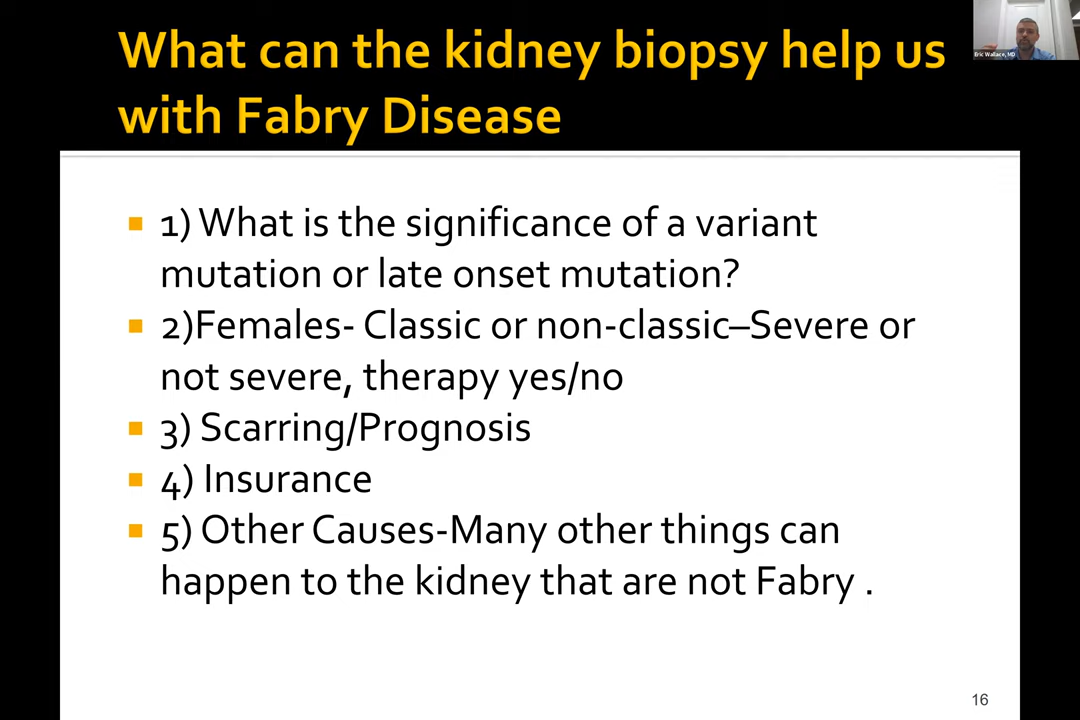 What can the kidney biopsy help us
with Fabry Disease
Eric Wallace, MD
1) What is the significance of a variant
mutation or late onset mutation?
2)Females- Classic or non-classic–Severe or
not severe, therapy yes/no
3) Scarring/Prognosis
4) Insurance
5) Other Causes-Many other things can
happen to the kidney that are not Fabry .
16